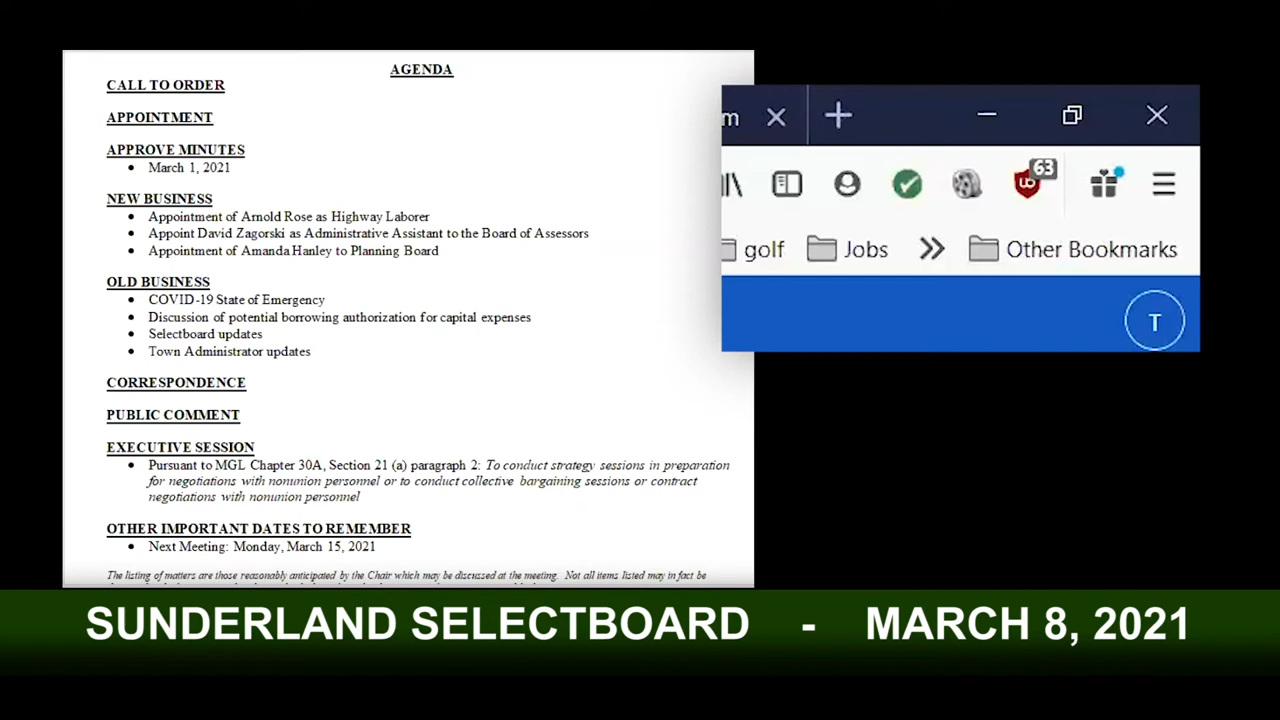 AGENDA
CALL TO ORDER
APPOINTMENT
APPROVE MINUTES
• March 1, 2021
NEW BUSINESS
• Appointment of Arnold Rose as Highway Laborer
• Appoint David Zagorski as Administrative Assistant to the Board of Assessors
• Appointment of Amanda Hanley to Planning Board
OLD BUSINESS
• COVID-19 State of Emergency
• Discussion of potential borrowing authorization for capital expenses
• Selectboard updates
• Town Administrator updates
CORRESPONDENCE
PUBLIC COMMENT
EXECUTIVE SESSION
• Pursuant to MGL Chapter 30A, Section 21 (a) paragraph 2: To conduct strategy sessions in preparation
for negotiations with nonunion personnel or to conduct collective bargaining sessions or contract
negotiations with nonunion personnel
OTHER IMPORTANT DATES TO REMEMBER
• Next Meeting: Monday, March 15, 2021
The listing of matters are those reasonably anticipated by the Chair which may be discussed at the meeting. Not all items listed may in fact be
m
63
golf Jobs Other Bookmarks
T
SUNDERLAND SELECTBOARD - MARCH 8, 2021